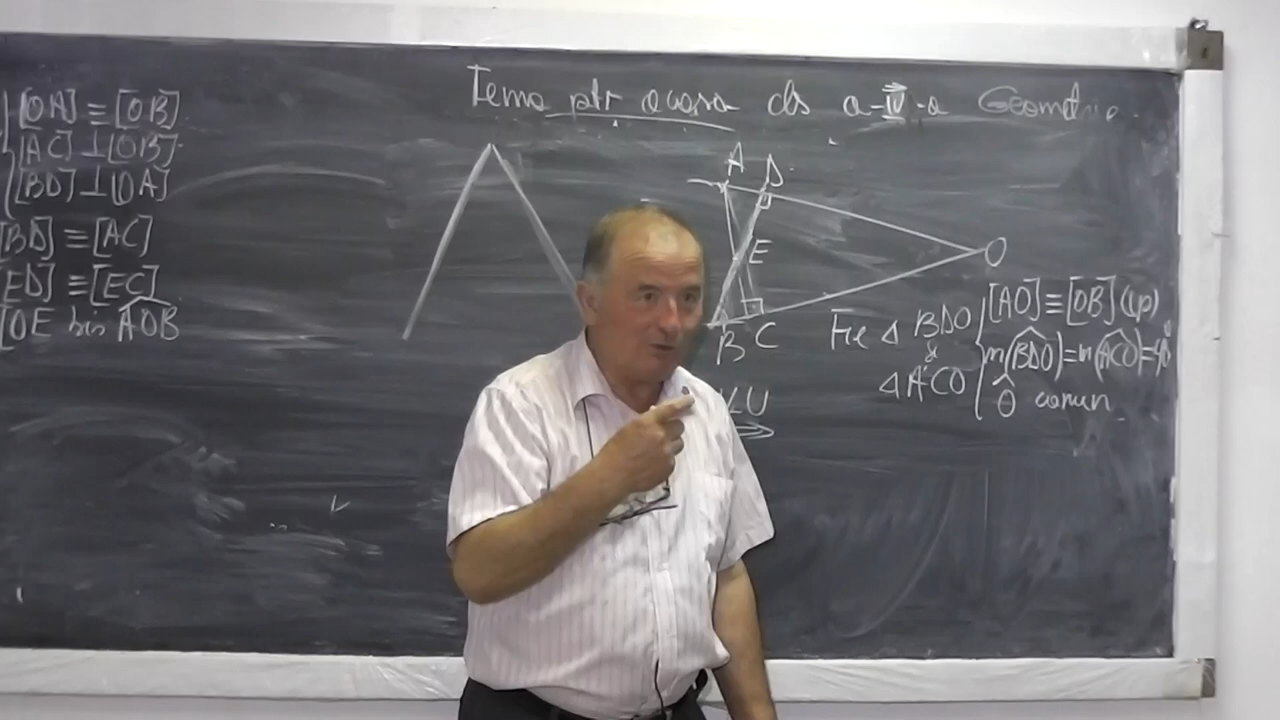 Tema ptr acasa cls a-IV-a Geometrie
[OA] ≡ [OB]
[AC] ⊥ [OB]
[BD] ⊥ [OA]
[BD] ≡ [AC]
[ED] ≡ [EC]
[OE bis AOB
A D
E
O
B C
LU
⇒
Fie △ BDO
&
△ ACO
[AO] ≡ [OB] (ip)
m(BDO) = m(ACO) = 90°
O comun